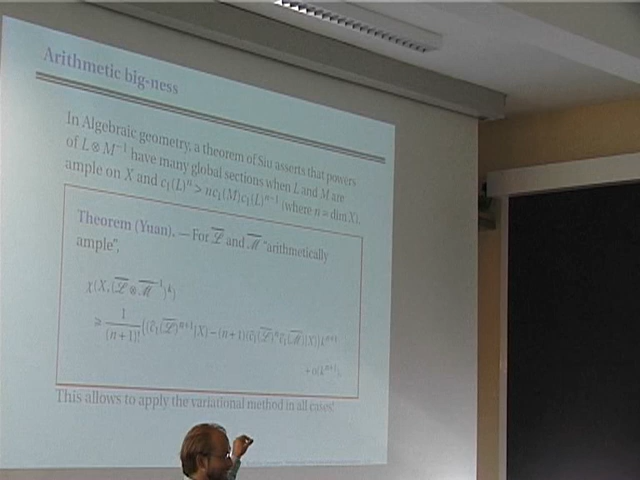 Arithmetic big-ness
In Algebraic geometry, a theorem of Siu asserts that powers
of L ⊗ M⁻¹ have many global sections when L and M are
ample on X and c₁(L)ⁿ > nc₁(M)c₁(L)ⁿ⁻¹ (where n = dim X).
Theorem (Yuan). — For ℒ̅ and ℳ̅ "arithmetically
ample",
χ(X, (ℒ̅ ⊗ ℳ̅⁻¹)ᵏ)
≥ 1/(n+1)! ((ĉ₁(ℒ̅)ⁿ⁺¹|X) − (n+1)(ĉ₁(ℒ̅)ⁿĉ₁(ℳ̅)|X))kⁿ⁺¹
+ o(kⁿ⁺¹).
This allows to apply the variational method in all cases!